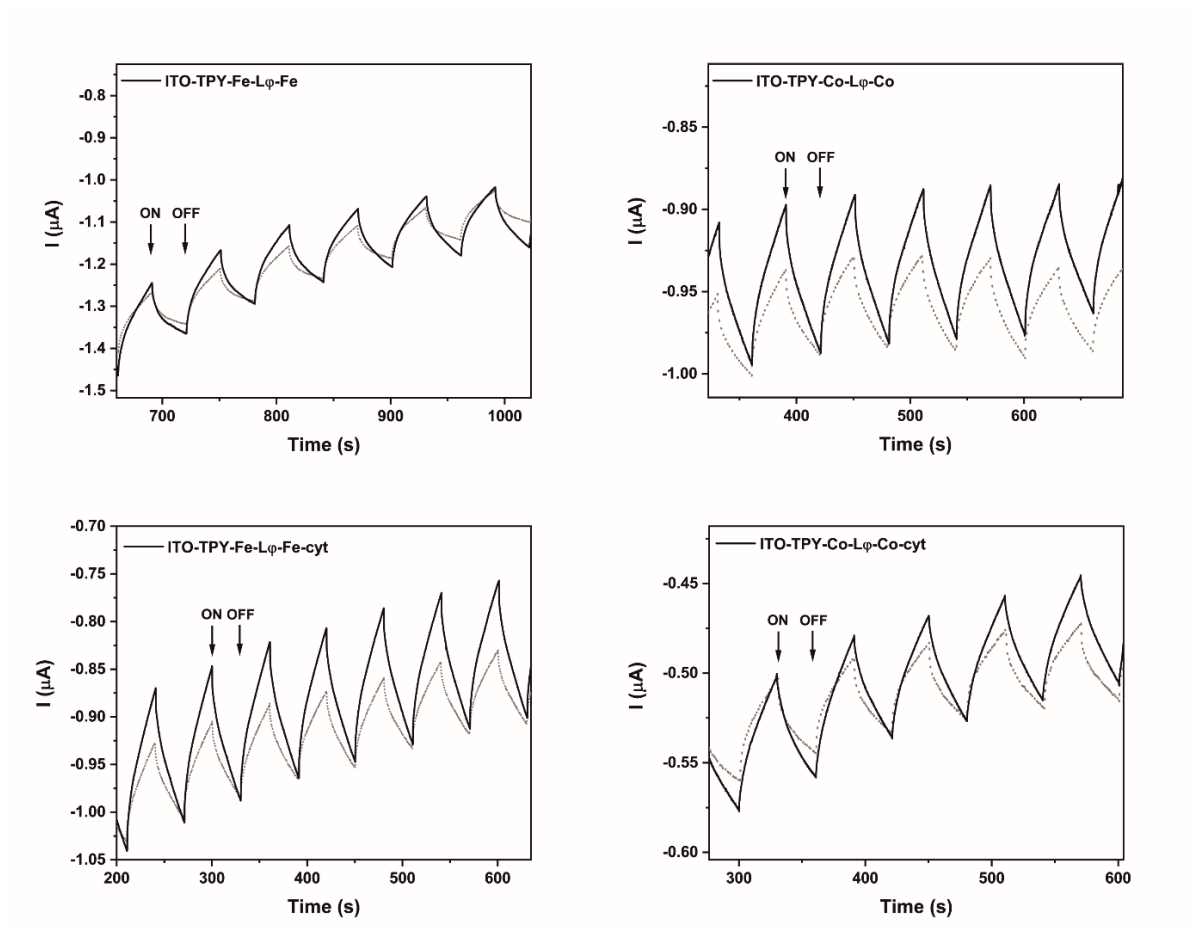 ITO-TPY-Fe-Lφ-Fe
-0.8
-0.9
-1.0
-1.1
-1.2
-1.3
-1.4
-1.5
I (µA)
ON OFF
700 800 900 1000
Time (s)
ITO-TPY-Co-Lφ-Co
-0.85
-0.90
-0.95
-1.00
I (µA)
ON OFF
400 500 600
Time (s)
ITO-TPY-Fe-Lφ-Fe-cyt
-0.70
-0.75
-0.80
-0.85
-0.90
-0.95
-1.00
-1.05
I (µA)
ON OFF
200 300 400 500 600
Time (s)
ITO-TPY-Co-Lφ-Co-cyt
-0.45
-0.50
-0.55
-0.60
I (µA)
ON OFF
300 400 500 600
Time (s)